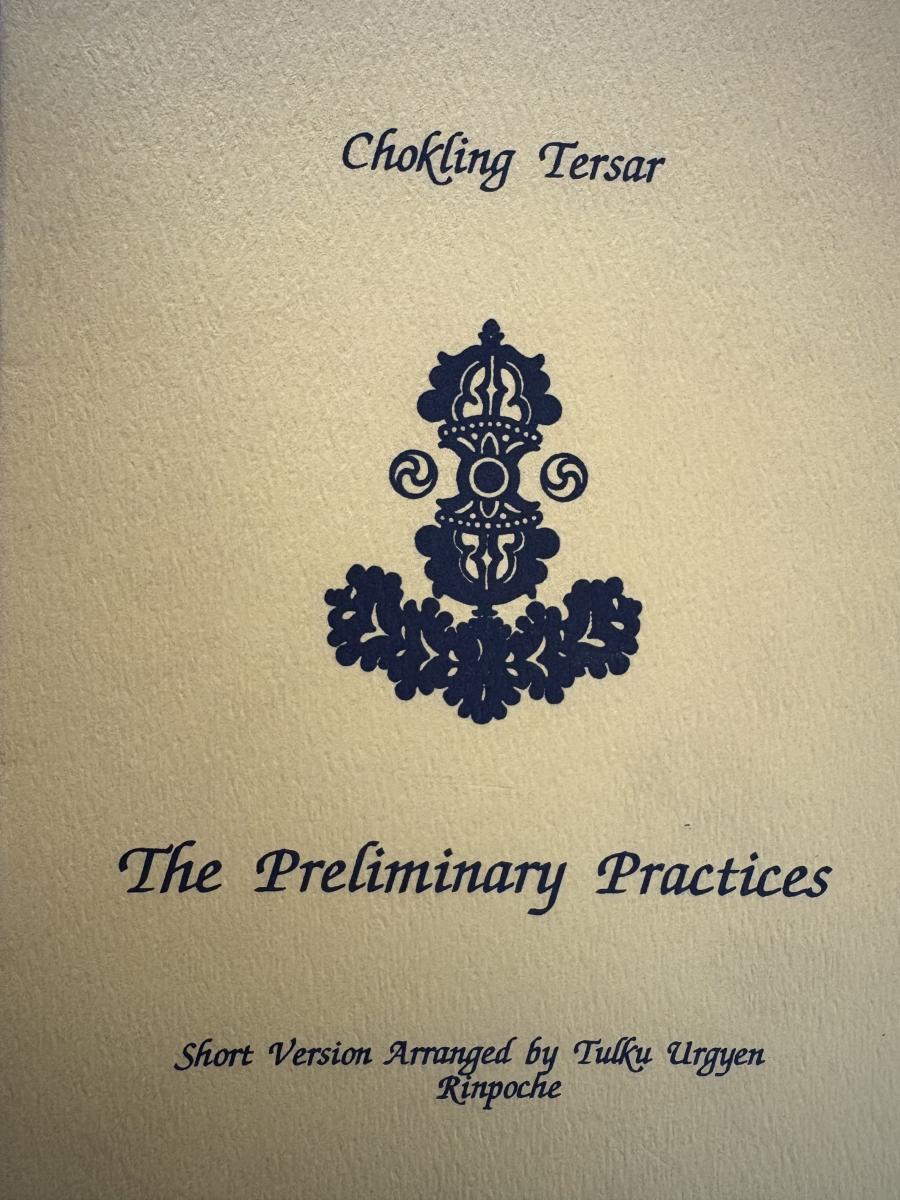 Chokling Tersar
The Preliminary Practices
Short Version Arranged by Tulku Urgyen
Rinpoche